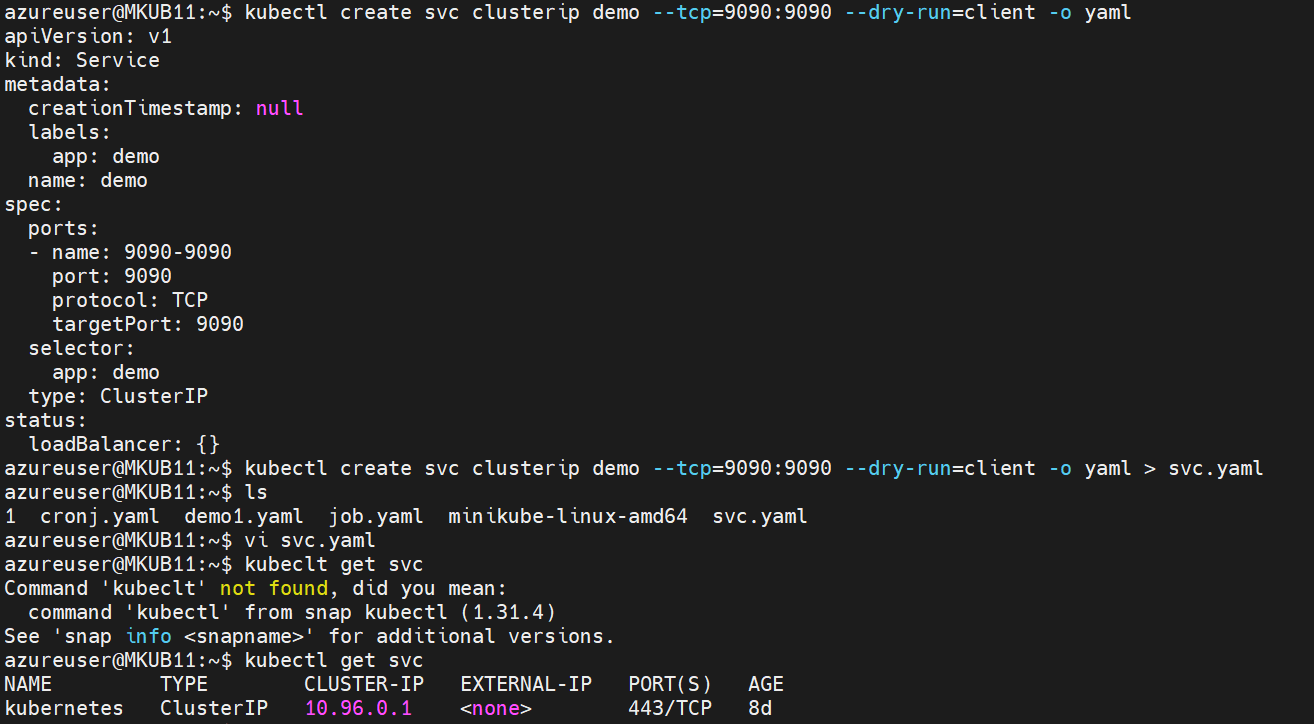 azureuser@MKUB11:~$ kubectl create svc clusterip demo --tcp=9090:9090 --dry-run=client -o yaml
apiVersion: v1
kind: Service
metadata:
  creationTimestamp: null
  labels:
    app: demo
  name: demo
spec:
  ports:
  - name: 9090-9090
    port: 9090
    protocol: TCP
    targetPort: 9090
  selector:
    app: demo
  type: ClusterIP
status:
  loadBalancer: {}
azureuser@MKUB11:~$ kubectl create svc clusterip demo --tcp=9090:9090 --dry-run=client -o yaml > svc.yaml
azureuser@MKUB11:~$ ls
1  cronj.yaml  demo1.yaml  job.yaml  minikube-linux-amd64  svc.yaml
azureuser@MKUB11:~$ vi svc.yaml
azureuser@MKUB11:~$ kubeclt get svc
Command 'kubeclt' not found, did you mean:
  command 'kubectl' from snap kubectl (1.31.4)
See 'snap info <snapname>' for additional versions.
azureuser@MKUB11:~$ kubectl get svc
NAME         TYPE        CLUSTER-IP   EXTERNAL-IP   PORT(S)   AGE
kubernetes   ClusterIP   10.96.0.1    <none>        443/TCP   8d